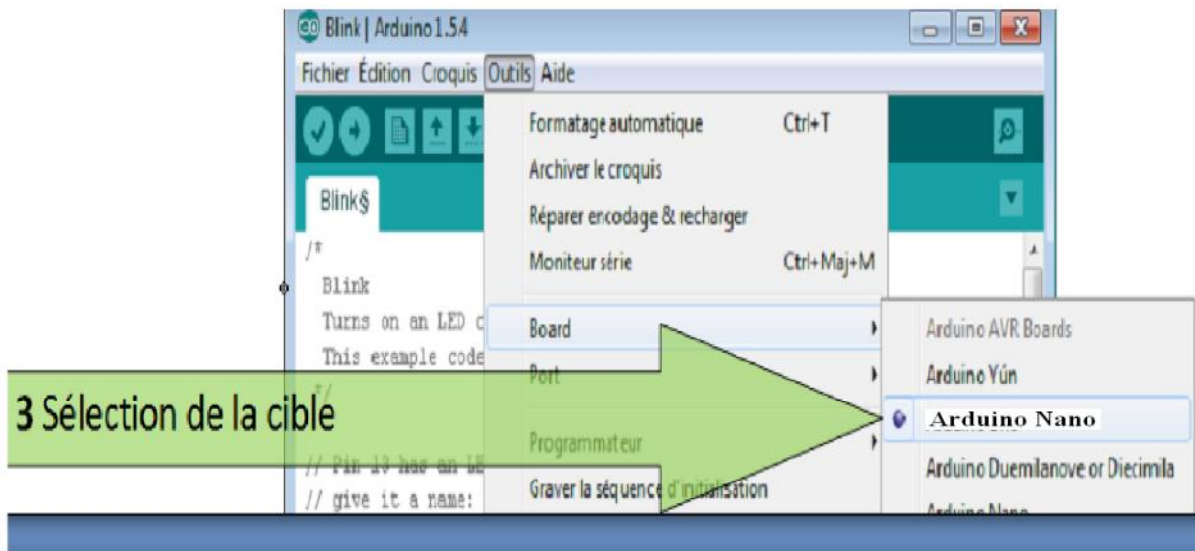 Blink | Arduino 1.5.4
Fichier Édition Croquis Outils Aide
Formatage automatique Ctrl+T
Archiver le croquis
Blink§
Réparer encodage & recharger
/*
Moniteur série Ctrl+Maj+M
Blink
Turns on an LED
Board
Arduino AVR Boards
This example code
Port
Arduino Yún
*/
3 Sélection de la cible
Arduino Nano
Programmateur
// Pin 13 has an
Arduino Duemilanove or Diecimila
// give it a name:
Graver la séquence d'initialisation
Arduino Nano